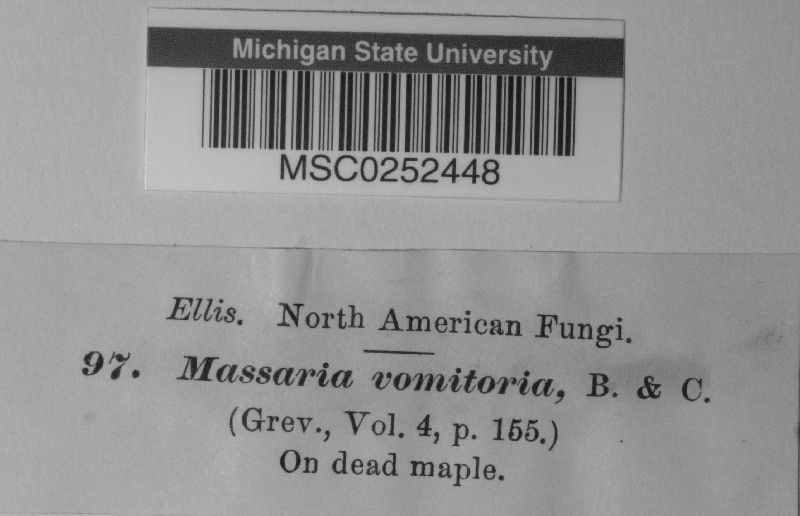 Michigan State University
MSC0252448
Ellis. North American Fungi.
97. Massaria vomitoria, B. & C.
(Grev., Vol. 4, p. 155.)
On dead maple.